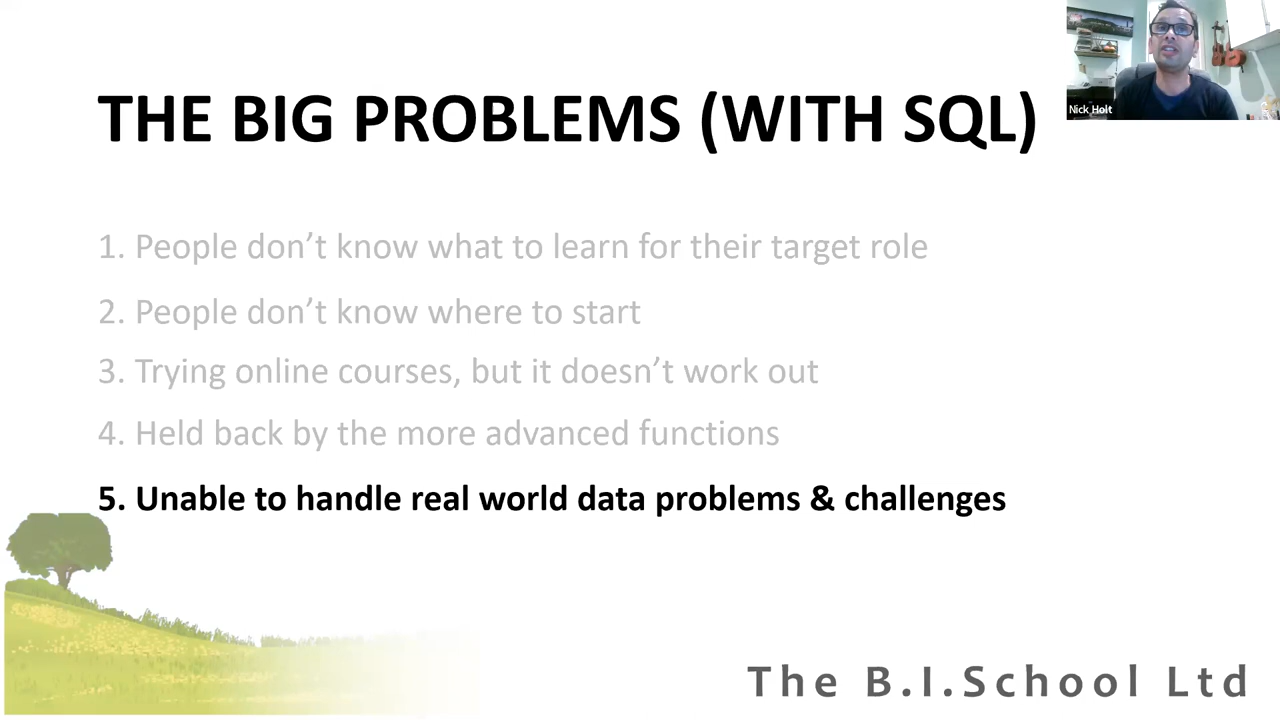 THE BIG PROBLEMS (WITH SQL)
Nick Holt
1. People don’t know what to learn for their target role
2. People don’t know where to start
3. Trying online courses, but it doesn’t work out
4. Held back by the more advanced functions
5. Unable to handle real world data problems & challenges
The B.I.School Ltd